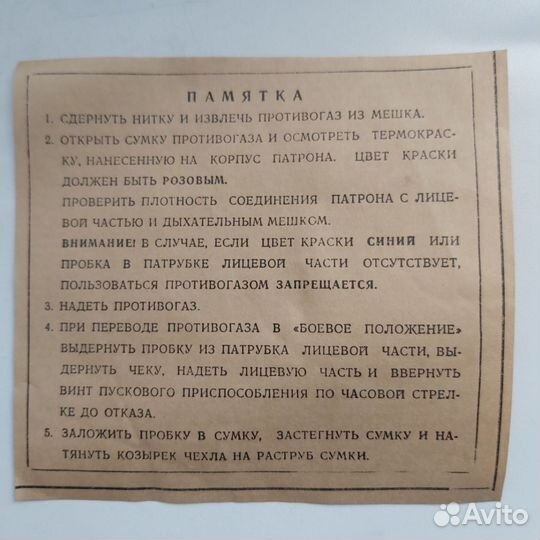 ПАМЯТКА
1. СДЕРНУТЬ НИТКУ И ИЗВЛЕЧЬ ПРОТИВОГАЗ ИЗ МЕШКА.
2. ОТКРЫТЬ СУМКУ ПРОТИВОГАЗА И ОСМОТРЕТЬ ТЕРМОКРАС-
КУ, НАНЕСЕННУЮ НА КОРПУС ПАТРОНА. ЦВЕТ КРАСКИ
ДОЛЖЕН БЫТЬ РОЗОВЫМ.
ПРОВЕРИТЬ ПЛОТНОСТЬ СОЕДИНЕНИЯ ПАТРОНА С ЛИЦЕ-
ВОЙ ЧАСТЬЮ И ДЫХАТЕЛЬНЫМ МЕШКОМ.
ВНИМАНИЕ! В СЛУЧАЕ, ЕСЛИ ЦВЕТ КРАСКИ СИНИЙ ИЛИ
ПРОБКА В ПАТРУБКЕ ЛИЦЕВОЙ ЧАСТИ ОТСУТСТВУЕТ,
ПОЛЬЗОВАТЬСЯ ПРОТИВОГАЗОМ ЗАПРЕЩАЕТСЯ.
3. НАДЕТЬ ПРОТИВОГАЗ.
4. ПРИ ПЕРЕВОДЕ ПРОТИВОГАЗА В «БОЕВОЕ ПОЛОЖЕНИЕ»
ВЫДЕРНУТЬ ПРОБКУ ИЗ ПАТРУБКА ЛИЦЕВОЙ ЧАСТИ, ВЫ-
ДЕРНУТЬ ЧЕКУ, НАДЕТЬ ЛИЦЕВУЮ ЧАСТЬ И ВВЕРНУТЬ
ВИНТ ПУСКОВОГО ПРИСПОСОБЛЕНИЯ ПО ЧАСОВОЙ СТРЕЛ-
КЕ ДО ОТКАЗА.
5. ЗАЛОЖИТЬ ПРОБКУ В СУМКУ, ЗАСТЕГНУТЬ СУМКУ И НА-
ТЯНУТЬ КОЗЫРЕК ЧЕХЛА НА РАСТРУБ СУМКИ.
Avito